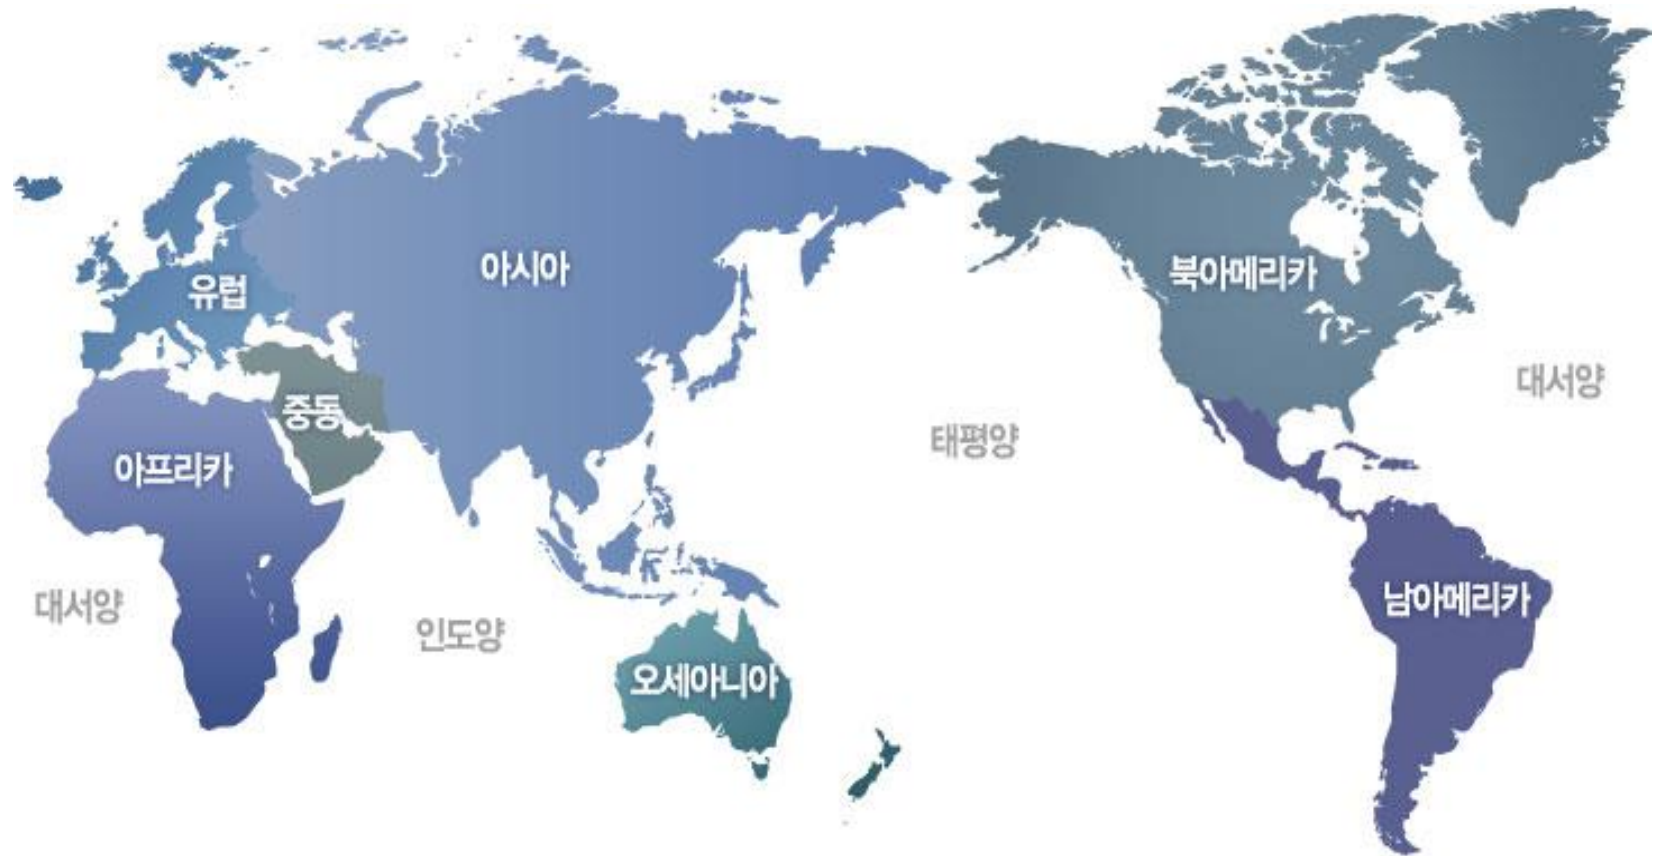 아시아
북아메리카
유럽
대서양
중동
태평양
아프리카
남아메리카
대서양
인도양
오세아니아